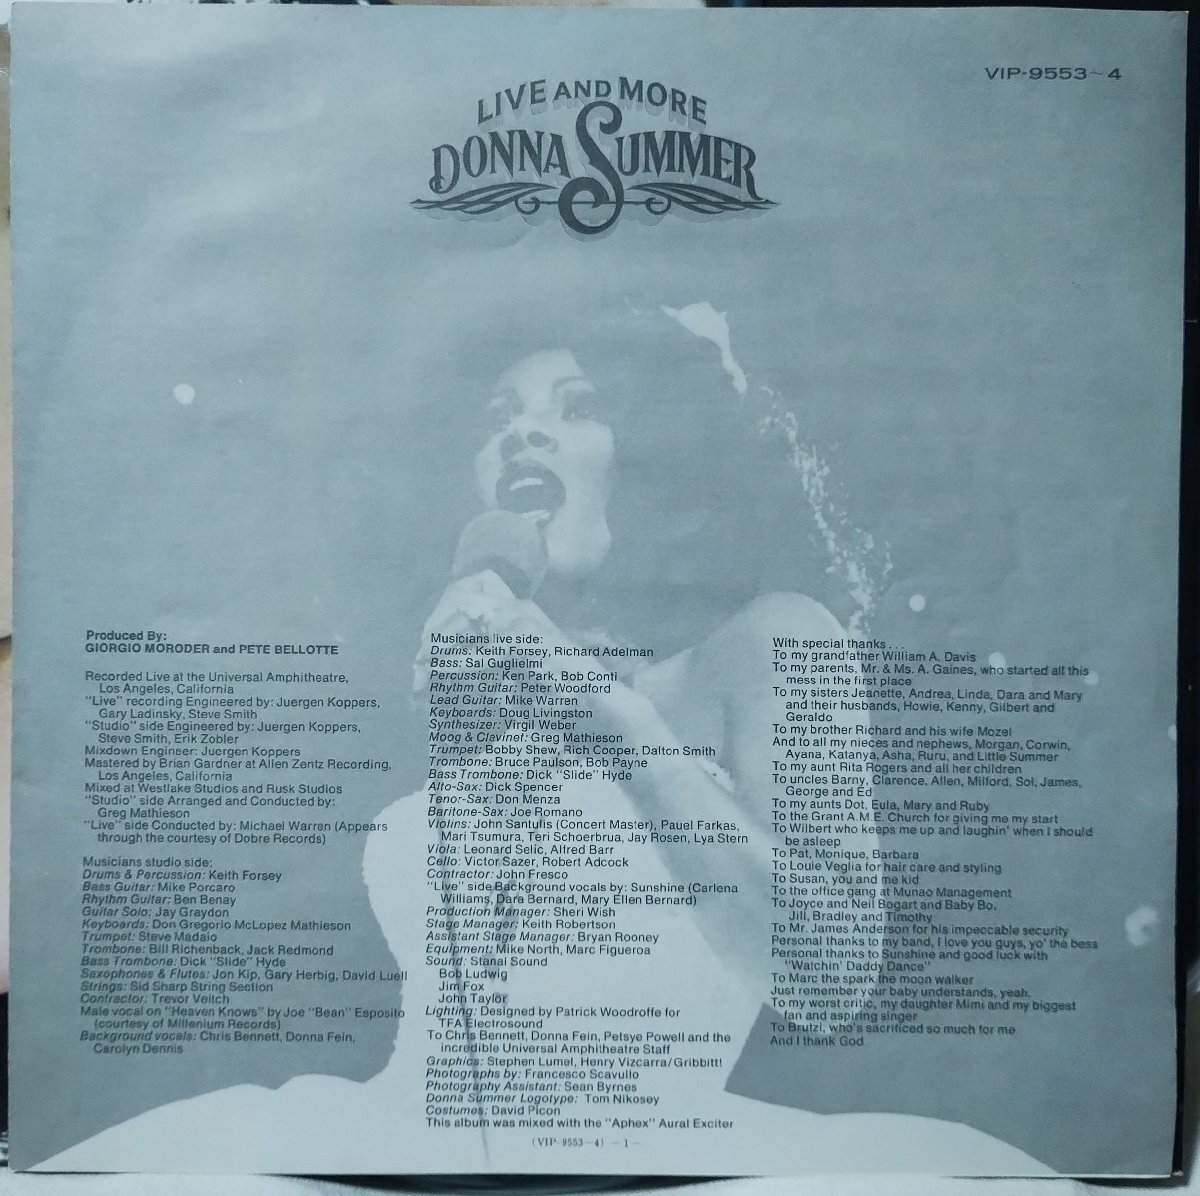 VIP-9553~4
LIVE AND MORE
DONNA SUMMER
Produced By:
GIORGIO MORODER and PETE BELLOTTE
Recorded Live at the Universal Amphitheatre,
Los Angeles, California
"Live" recording Engineered by: Juergen Koppers,
Gary Ladinsky, Steve Smith
"Studio" side Engineered by: Juergen Koppers,
Steve Smith, Erik Zobler
Mixdown Engineer: Juergen Koppers
Mastered by Brian Gardner at Allen Zentz Recording,
Los Angeles, California
Mixed at Westlake Studios and Rusk Studios
"Studio" side Arranged and Conducted by:
Greg Mathieson
"Live" side Conducted by: Michael Warren (Appears
through the courtesy of Dobre Records)
Musicians studio side:
Drums & Percussion: Keith Forsey
Bass Guitar: Mike Porcaro
Rhythm Guitar: Ben Benay
Guitar Solo: Jay Graydon
Keyboards: Don Gregorio McLopez Mathieson
Trumpet: Steve Madaio
Trombone: Bill Richenback, Jack Redmond
Bass Trombone: Dick "Slide" Hyde
Saxophones & Flutes: Jon Kip, Gary Herbig, David Luell
Strings: Sid Sharp String Section
Contractor: Trevor Veitch
Male vocal on "Heaven Knows" by Joe "Bean" Esposito
(courtesy of Millenium Records)
Background vocals: Chris Bennett, Donna Fein,
Carolyn Dennis
Musicians live side:
Drums: Keith Forsey, Richard Adelman
Bass: Sal Guglielmi
Percussion: Ken Park, Bob Conti
Rhythm Guitar: Peter Woodford
Lead Guitar: Mike Warren
Keyboards: Doug Livingston
Synthesizer: Virgil Weber
Moog & Clavinet: Greg Mathieson
Trumpet: Bobby Shew, Rich Cooper, Dalton Smith
Trombone: Bruce Paulson, Bob Payne
Bass Trombone: Dick "Slide" Hyde
Alto-Sax: Dick Spencer
Tenor-Sax: Don Menza
Baritone-Sax: Joe Romano
Violins: John Santulis (Concert Master), Pauel Farkas,
Mari Tsumura, Teri Schoerbrua, Jay Rosen, Lya Stern
Viola: Leonard Selic, Alfred Barr
Cello: Victor Sazer, Robert Adcock
Contractor: John Fresco
"Live" side Background vocals by: Sunshine (Carlena
Williams, Dara Bernard, Mary Ellen Bernard)
Production Manager: Sheri Wish
Stage Manager: Keith Robertson
Assistant Stage Manager: Bryan Rooney
Equipment: Mike North, Marc Figueroa
Sound: Stanal Sound
Bob Ludwig
Jim Fox
John Taylor
Lighting: Designed by Patrick Woodroffe for
TFA Electrosound
To Chris Bennett, Donna Fein, Petsye Powell and the
incredible Universal Amphitheatre Staff
Graphics: Stephen Lumel, Henry Vizcarra/Gribbitt!
Photographs by: Francesco Scavullo
Photography Assistant: Sean Byrnes
Donna Summer Logotype: Tom Nikosey
Costumes: David Picon
This album was mixed with the "Aphex" Aural Exciter
(VIP-9553~4) - 1 -
With special thanks . . .
To my grandfather William A. Davis
To my parents, Mr. & Ms. A. Gaines, who started all this
mess in the first place
To my sisters Jeanette, Andrea, Linda, Dara and Mary
and their husbands, Howie, Kenny, Gilbert and
Geraldo
To my brother Richard and his wife Mozel
And to all my nieces and nephews, Morgan, Corwin,
Ayana, Katanya, Asha, Ruru, and Little Summer
To my aunt Rita Rogers and all her children
To uncles Barny, Clarence, Allen, Milford, Sol, James,
George and Ed
To my aunts Dot, Eula, Mary and Ruby
To the Grant A.M.E. Church for giving me my start
To Wilbert who keeps me up and laughin' when I should
be asleep
To Pat, Monique, Barbara
To Louie Veglia for hair care and styling
To Susan, you and me kid
To the office gang at Munao Management
To Joyce and Neil Bogart and Baby Bo,
Jill, Bradley and Timothy
To Mr. James Anderson for his impeccable security
Personal thanks to my band, I love you guys, yo' the bess
Personal thanks to Sunshine and good luck with
"Watchin' Daddy Dance"
To Marc the spark the moon walker
Just remember your baby understands, yeah,
To my worst critic, my daughter Mimi and my biggest
fan and aspiring singer
To Brutzi, who's sacrificed so much for me
And I thank God